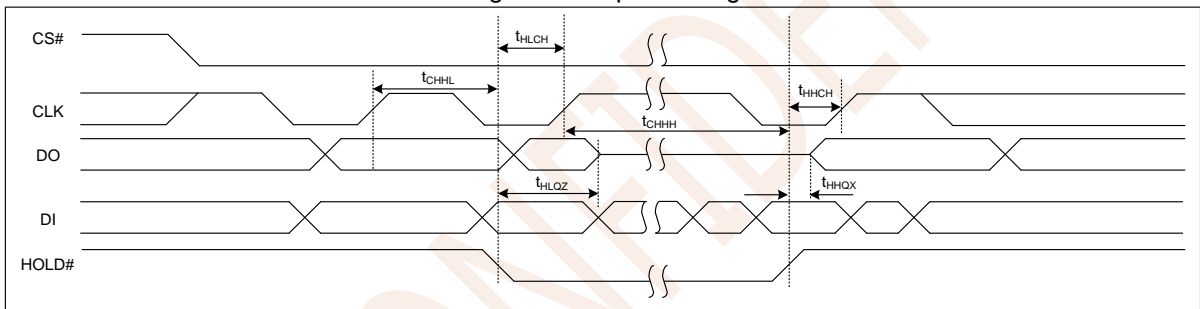 CS#
tHLCH
tCHHL
CLK
tHHCH
tCHHH
DO
tHLQZ
tHHQX
DI
HOLD#